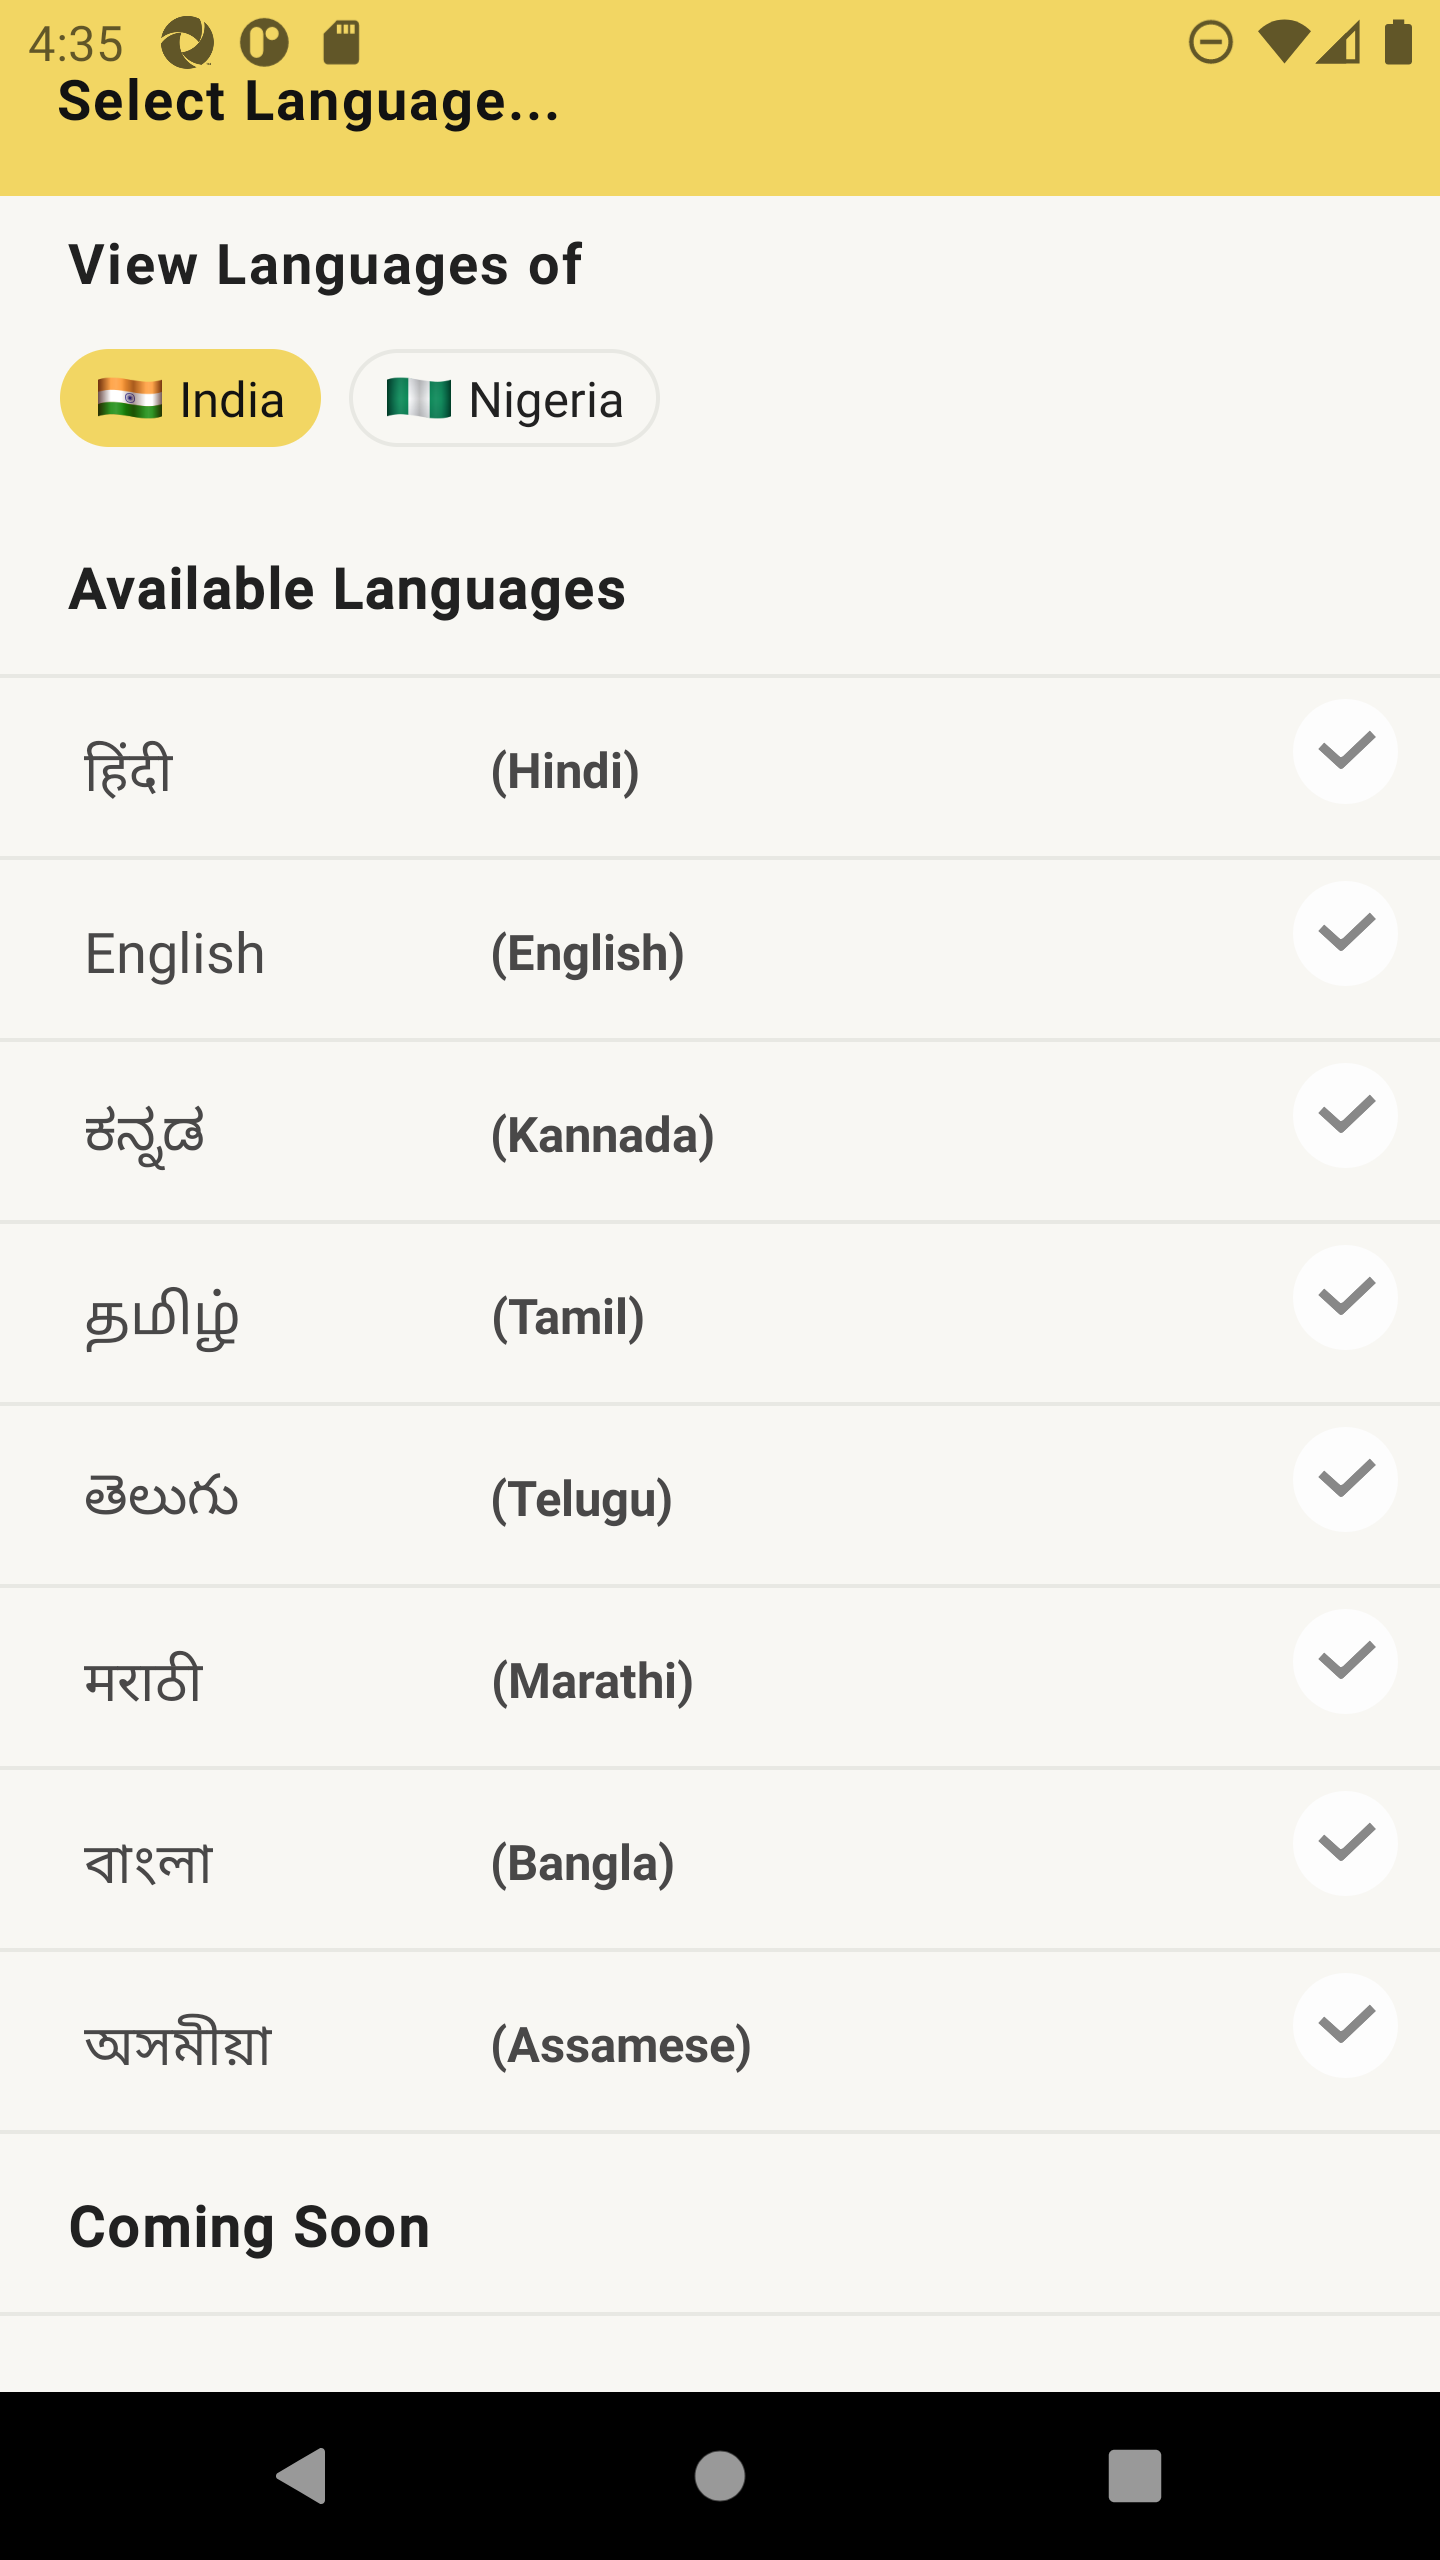 4:35
Select Language...
View Languages of
India
Nigeria
Available Languages
हिंदी (Hindi)
English (English)
ಕನ್ನಡ (Kannada)
தமிழ் (Tamil)
తెలుగు (Telugu)
मराठी (Marathi)
বাংলা (Bangla)
অসমীয়া (Assamese)
Coming Soon